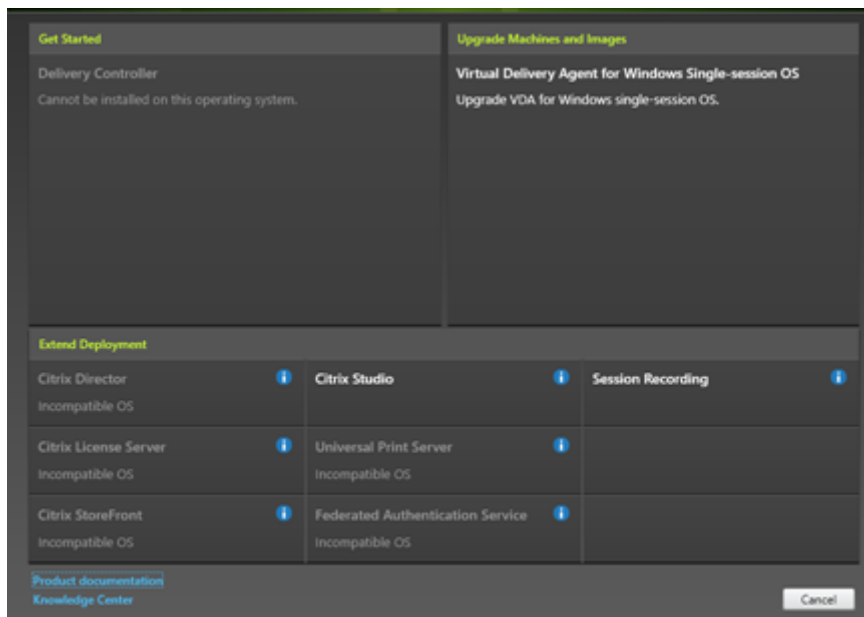 Get Started
Delivery Controller
Cannot be installed on this operating system.
Upgrade Machines and Images
Virtual Delivery Agent for Windows Single-session OS
Upgrade VDA for Windows single-session OS.
Extend Deployment
Citrix Director
Incompatible OS
Citrix Studio
Session Recording
Citrix License Server
Incompatible OS
Universal Print Server
Incompatible OS
Citrix StoreFront
Incompatible OS
Federated Authentication Service
Incompatible OS
Product documentation
Knowledge Center
Cancel